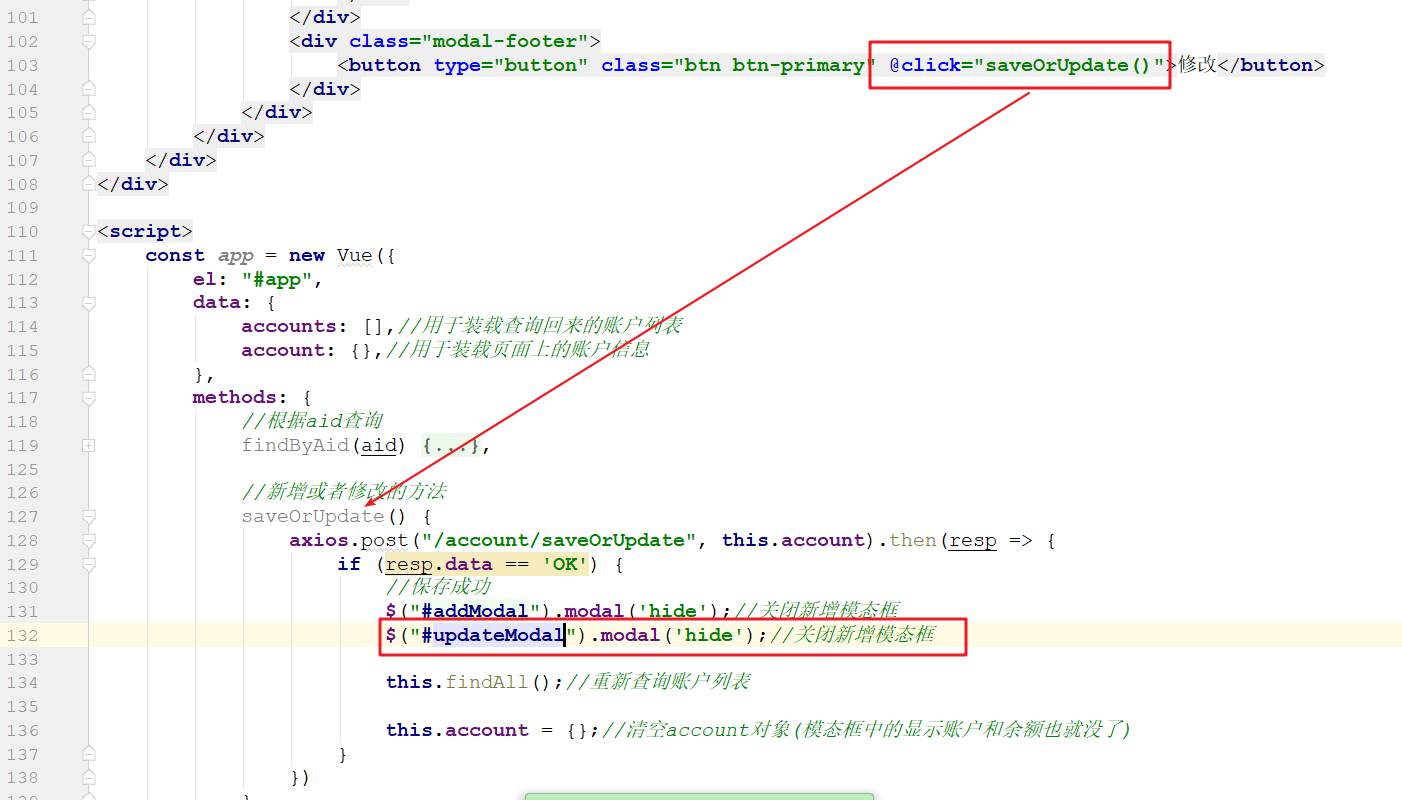 101 </div>
102 <div class="modal-footer">
103 <button type="button" class="btn btn-primary" @click="saveOrUpdate()">修改</button>
104 </div>
105 </div>
106 </div>
107 </div>
108 </div>
109
110 <script>
111 const app = new Vue({
112 el: "#app",
113 data: {
114 accounts: [],//用于装载查询回来的账户列表
115 account: {},//用于装载页面上的账户信息
116 },
117 methods: {
118 //根据aid查询
119 findByAid(aid) {...},
125
126 //新增或者修改的方法
127 saveOrUpdate() {
128 axios.post("/account/saveOrUpdate", this.account).then(resp => {
129 if (resp.data == 'OK') {
130 //保存成功
131 $("#addModal").modal('hide');//关闭新增模态框
132 $("#updateModal").modal('hide');//关闭新增模态框
133
134 this.findAll();//重新查询账户列表
135
136 this.account = {};//清空account对象(模态框中的显示账户和余额也就没了)
137 }
138 })